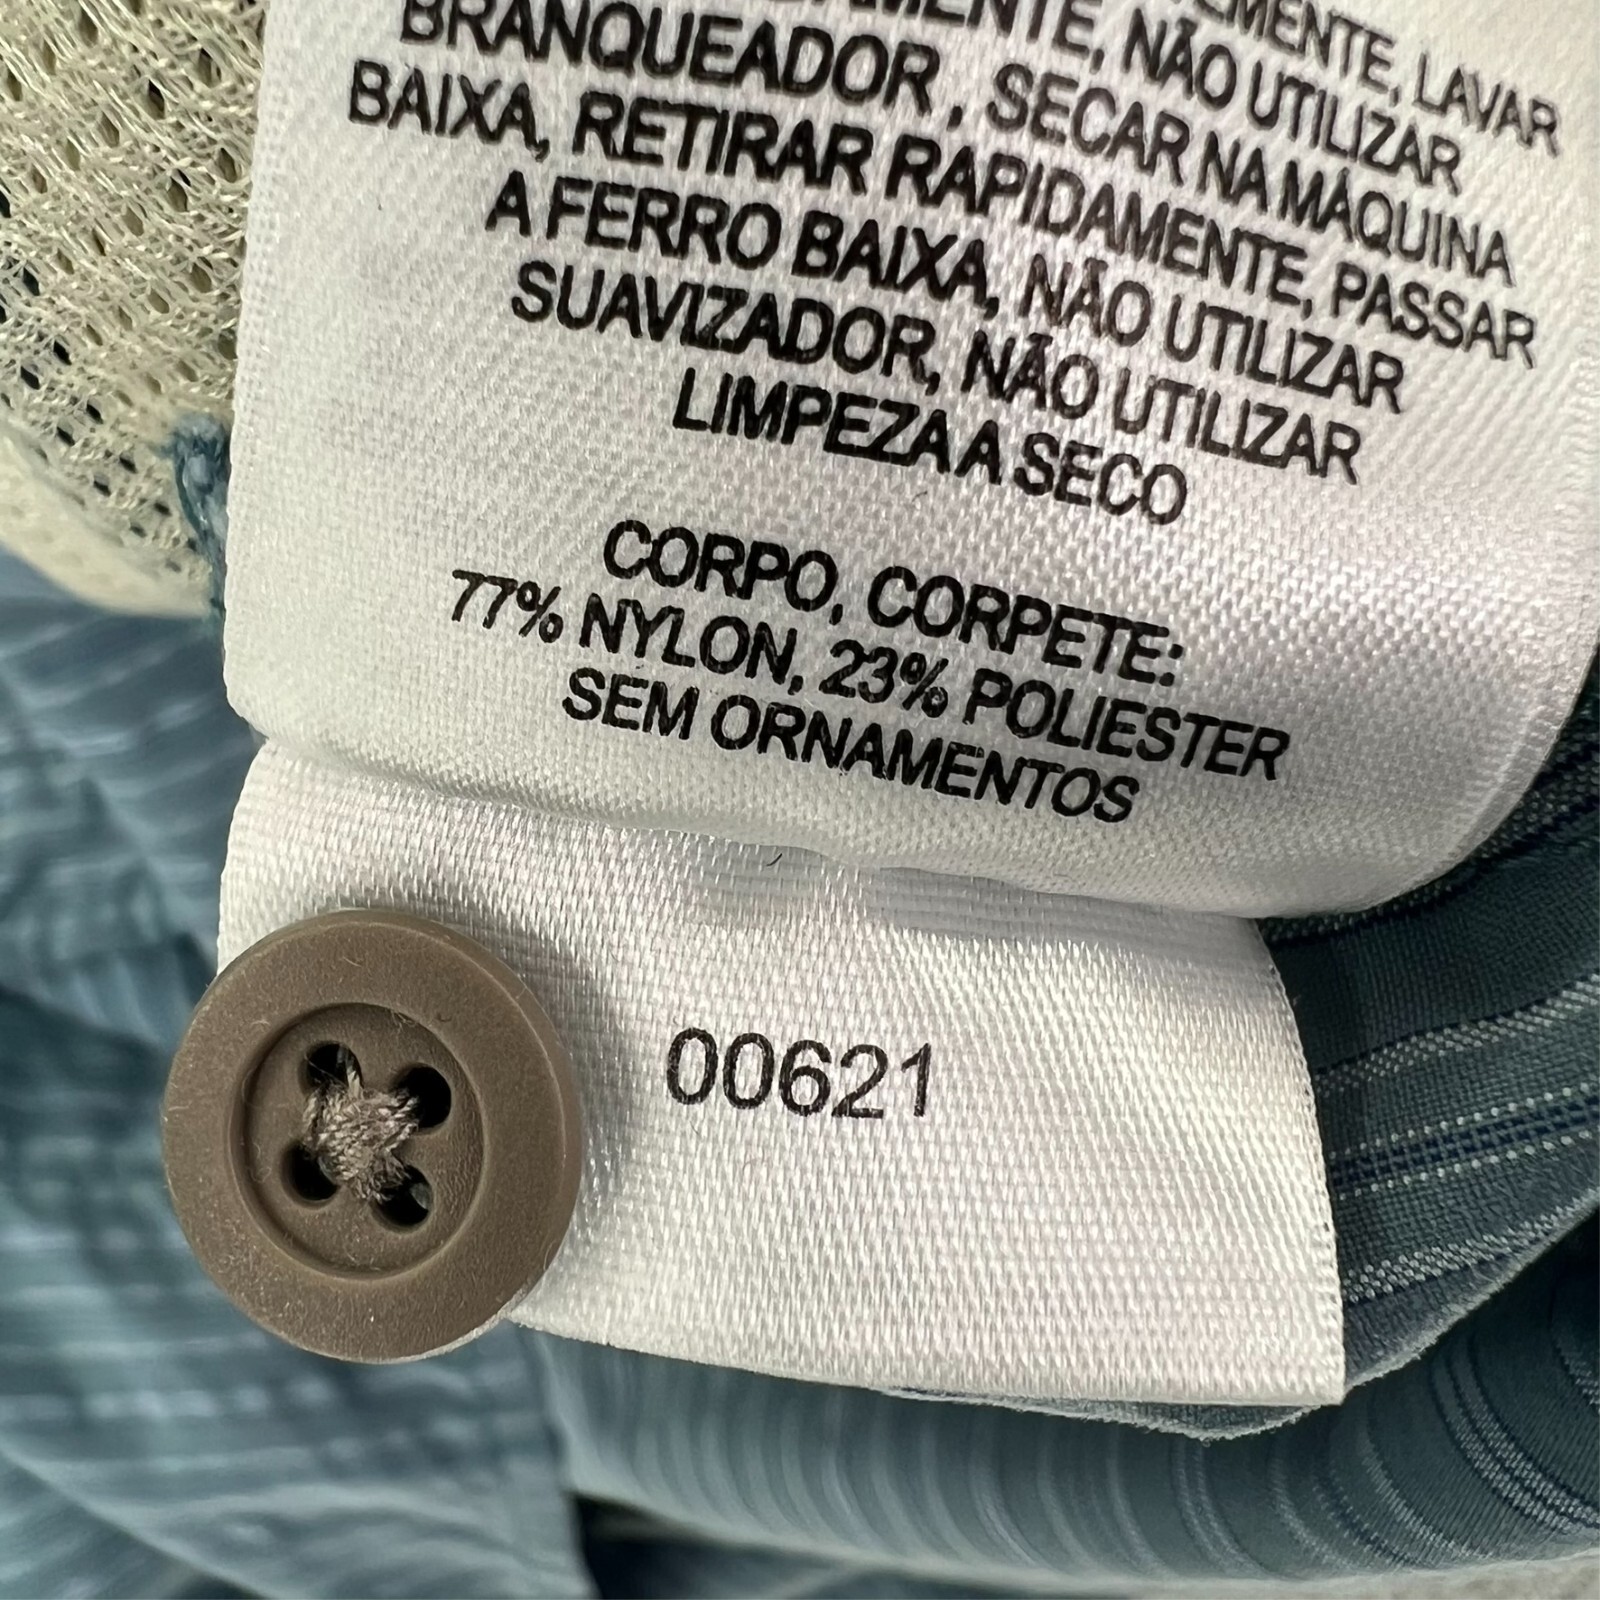 LAVAR
NÃO UTILIZAR
BRANQUEADOR , SECAR NA MÁQUINA
BAIXA, RETIRAR RAPIDAMENTE, PASSAR
A FERRO BAIXA, NÃO UTILIZAR
SUAVIZADOR, NÃO UTILIZAR
LIMPEZA A SECO
CORPO, CORPETE:
77% NYLON, 23% POLIESTER
SEM ORNAMENTOS
00621